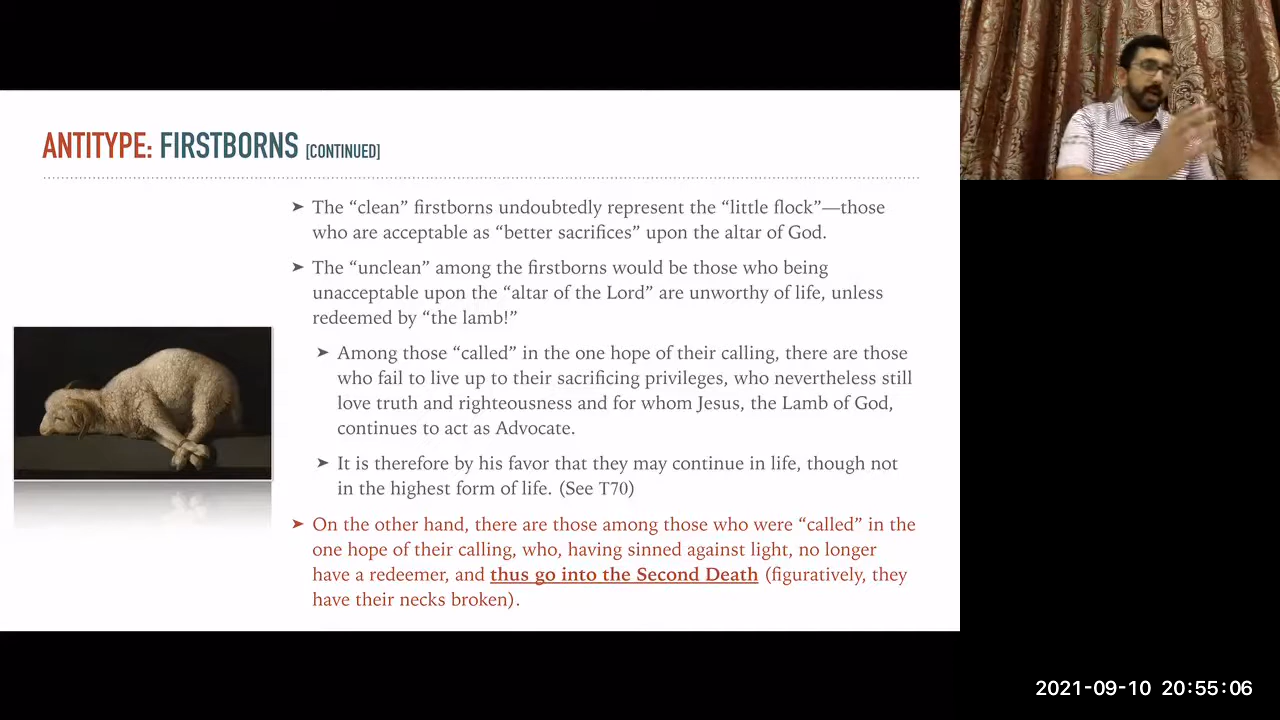 ANTITYPE: FIRSTBORNS [CONTINUED]
➤ The “clean” firstborns undoubtedly represent the “little flock”—those
who are acceptable as “better sacrifices” upon the altar of God.
➤ The “unclean” among the firstborns would be those who being
unacceptable upon the “altar of the Lord” are unworthy of life, unless
redeemed by “the lamb!”
➤ Among those “called” in the one hope of their calling, there are those
who fail to live up to their sacrificing privileges, who nevertheless still
love truth and righteousness and for whom Jesus, the Lamb of God,
continues to act as Advocate.
➤ It is therefore by his favor that they may continue in life, though not
in the highest form of life. (See T70)
➤ On the other hand, there are those among those who were “called” in the
one hope of their calling, who, having sinned against light, no longer
have a redeemer, and thus go into the Second Death (figuratively, they
have their necks broken).
2021-09-10 20:55:06